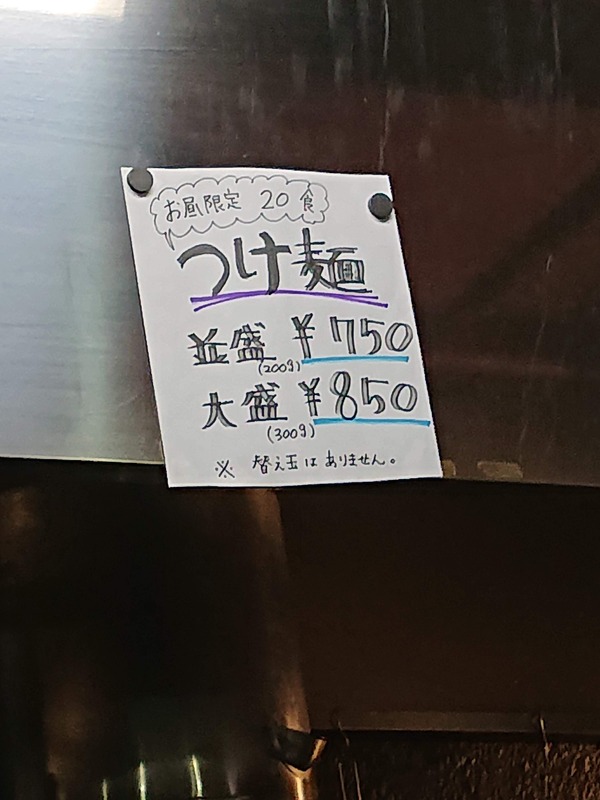 お昼限定 20食
つけ麺
並盛 ¥750
(200g)
大盛 ¥850
(300g)
※ 替え玉はありません。